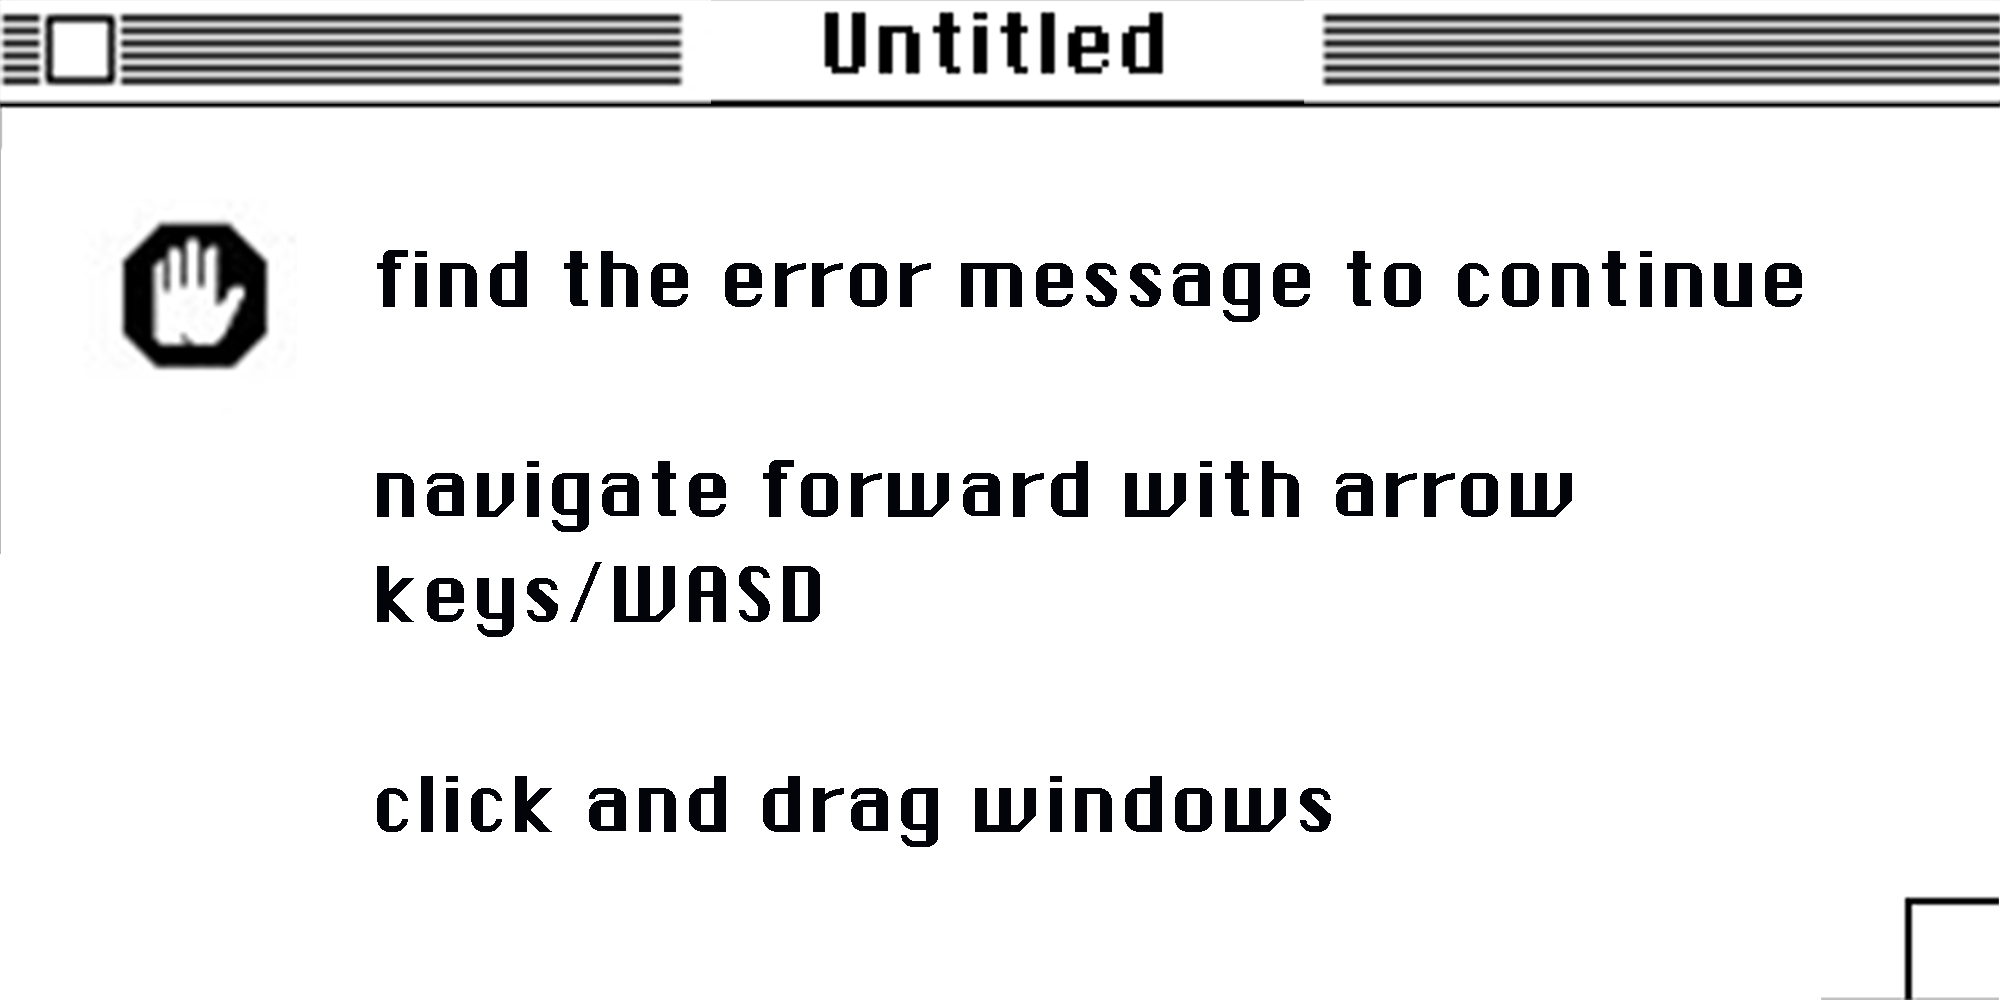 Untitled
find the error message to continue
navigate forward with arrow
keys/WASD
click and drag windows